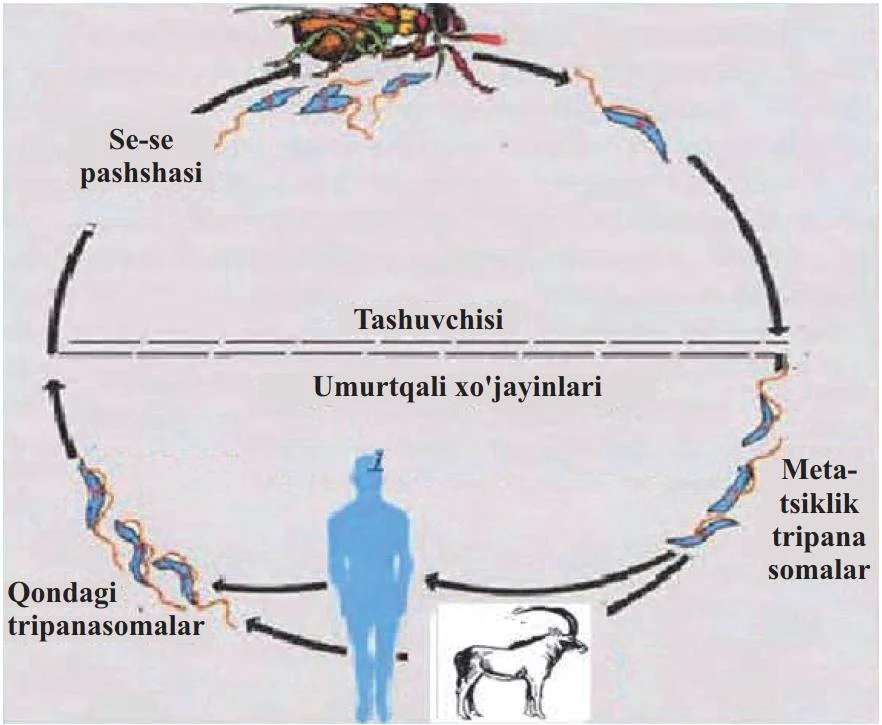 Se-se
pashshasi
Tashuvchisi
Umurtqali xo'jayinlari
Meta-
tsiklik
tripana
somalar
Qondagi
tripanasomalar